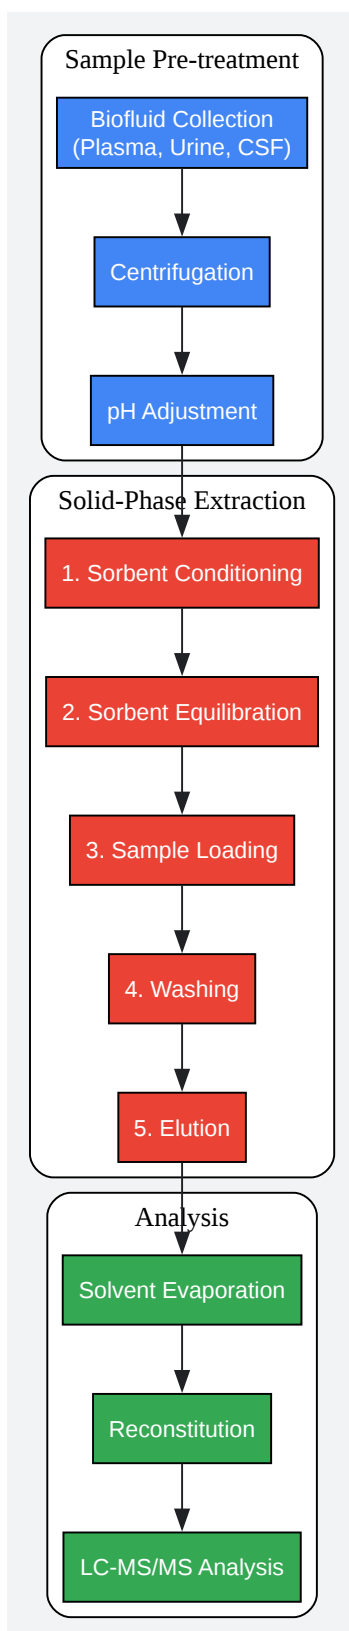 Sample Pre-treatment
Biofluid Collection
(Plasma, Urine, CSF)
Centrifugation
pH Adjustment
Solid-Phase Extraction
1. Sorbent Conditioning
2. Sorbent Equilibration
3. Sample Loading
4. Washing
5. Elution
Analysis
Solvent Evaporation
Reconstitution
LC-MS/MS Analysis